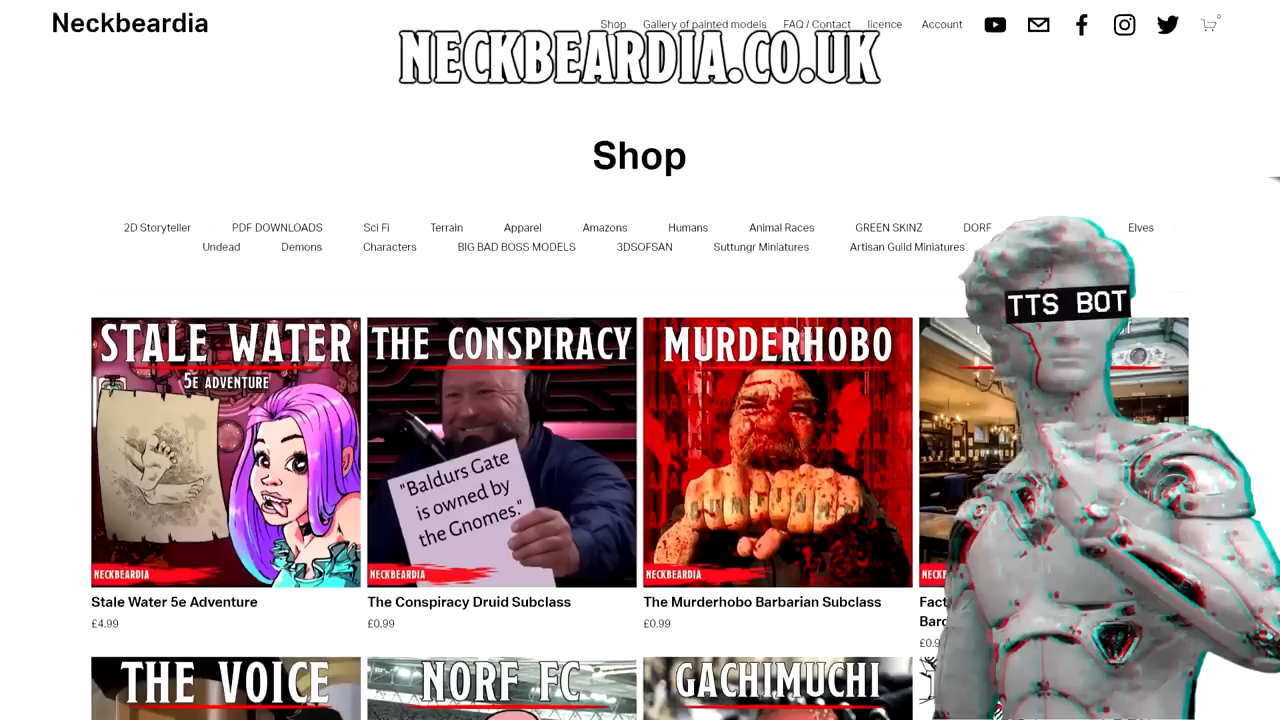 Neckbeardia
Shop
Gallery of painted models
FAQ / Contact
licence
Account
0
NECKBEARDIA.CO.UK
Shop
2D Storyteller
PDF DOWNLOADS
Sci Fi
Terrain
Apparel
Amazons
Humans
Animal Races
GREEN SKINZ
DORF
Elves
Undead
Demons
Characters
BIG BAD BOSS MODELS
3DSOFSAN
Suttungr Miniatures
Artisan Guild Miniatures
TTS BOT
STALE WATER
5E ADVENTURE
NECKBEARDIA
THE CONSPIRACY
"Baldurs Gate
is owned by
the Gnomes."
NECKBEARDIA
MURDERHOBO
NECKBEARDIA
Stale Water 5e Adventure
£4.99
The Conspiracy Druid Subclass
£0.99
The Murderhobo Barbarian Subclass
£0.99
THE VOICE
NORF FC
GACHIMUCHI